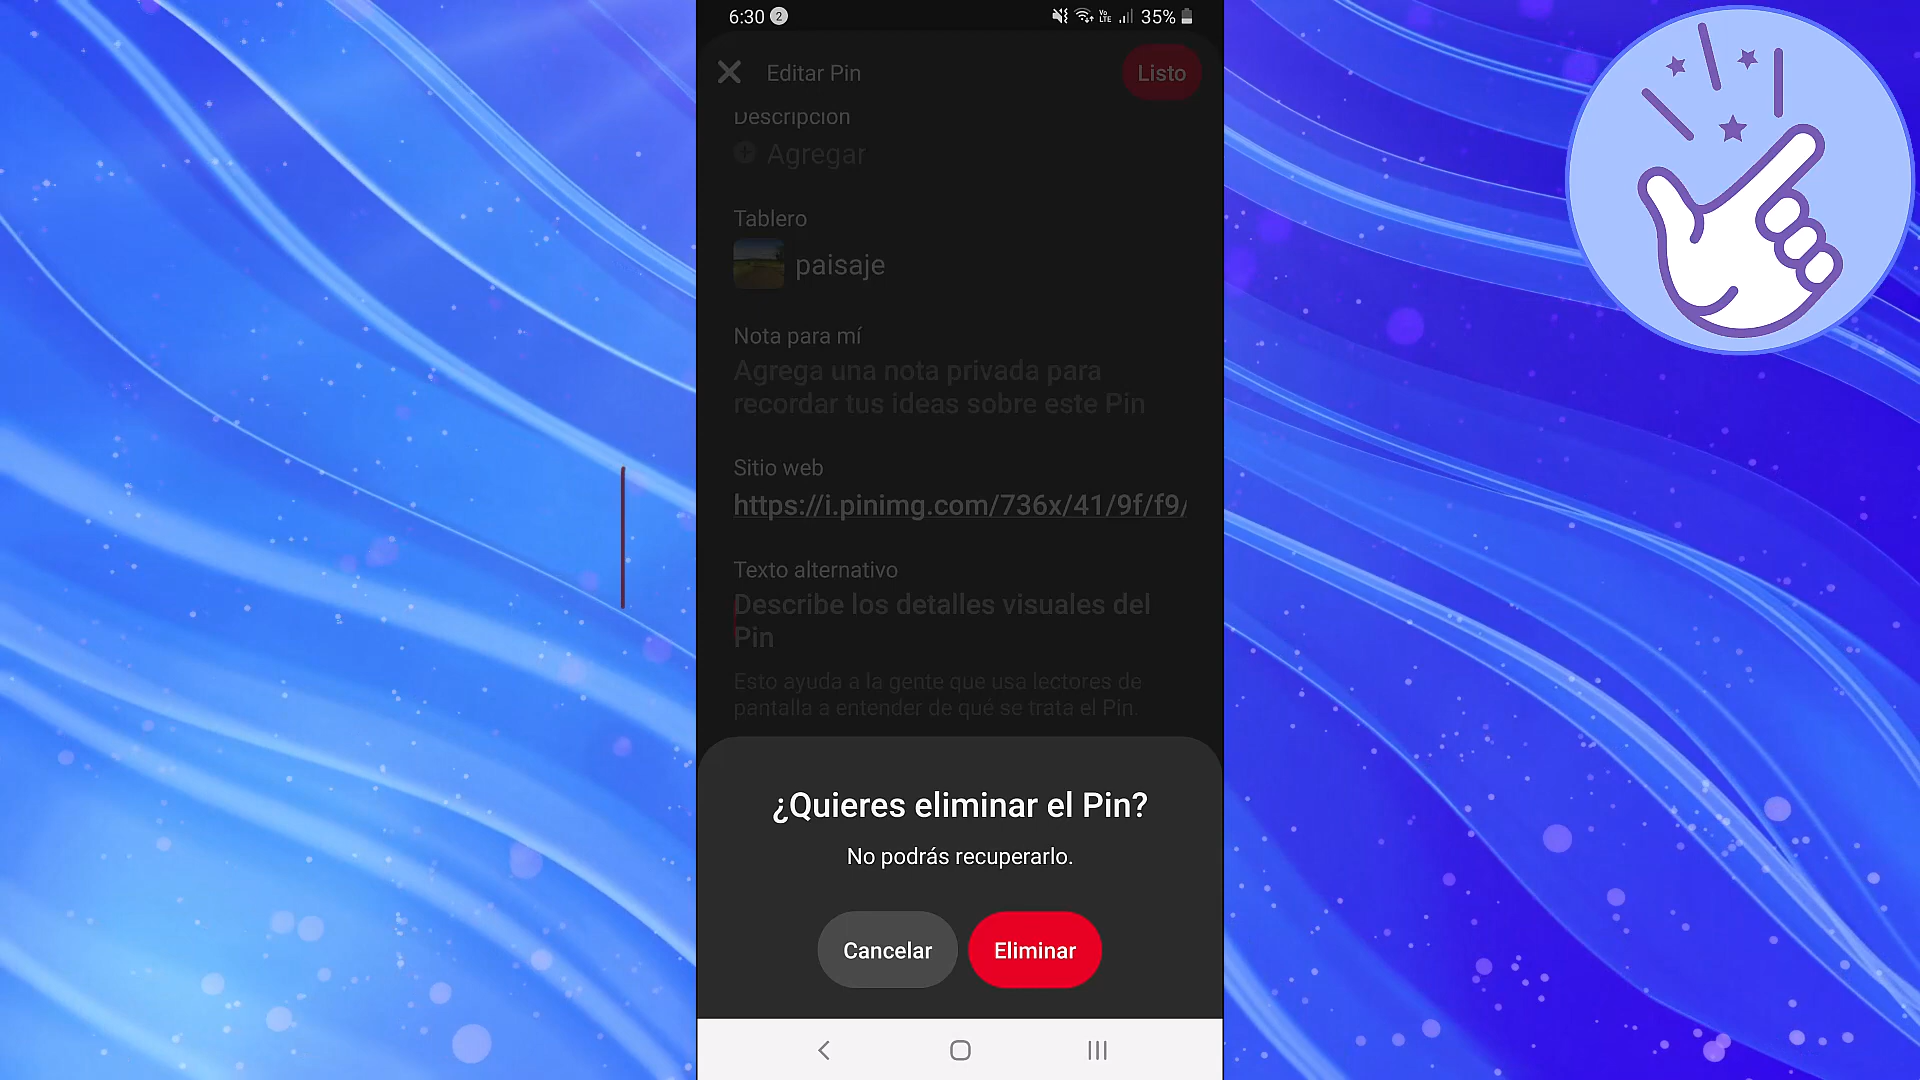 6:30 2
Vo LTE 35%
Editar Pin
Listo
Descripción
Agregar
Tablero
paisaje
Nota para mí
Agrega una nota privada para
recordar tus ideas sobre este Pin
Sitio web
https://i.pinimg.com/736x/41/9f/f9/
Texto alternativo
Describe los detalles visuales del
Pin
Esto ayuda a la gente que usa lectores de
pantalla a entender de qué se trata el Pin.
¿Quieres eliminar el Pin?
No podrás recuperarlo.
Cancelar
Eliminar